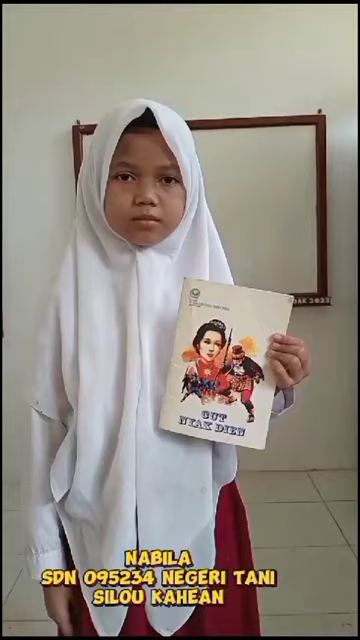 CUT
NYAK DIEN
NABILA
SDN 095234 NEGERI TANI
SILOU KAHEAN